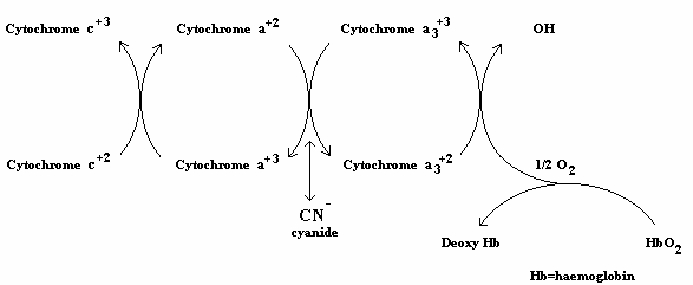 Cytochrome c+3
Cytochrome a+2
Cytochrome a3+3
OH
Cytochrome c+2
Cytochrome a+3
Cytochrome a3+2
1/2 O2
CN-
cyanide
Deoxy Hb
HbO2
Hb=haemoglobin